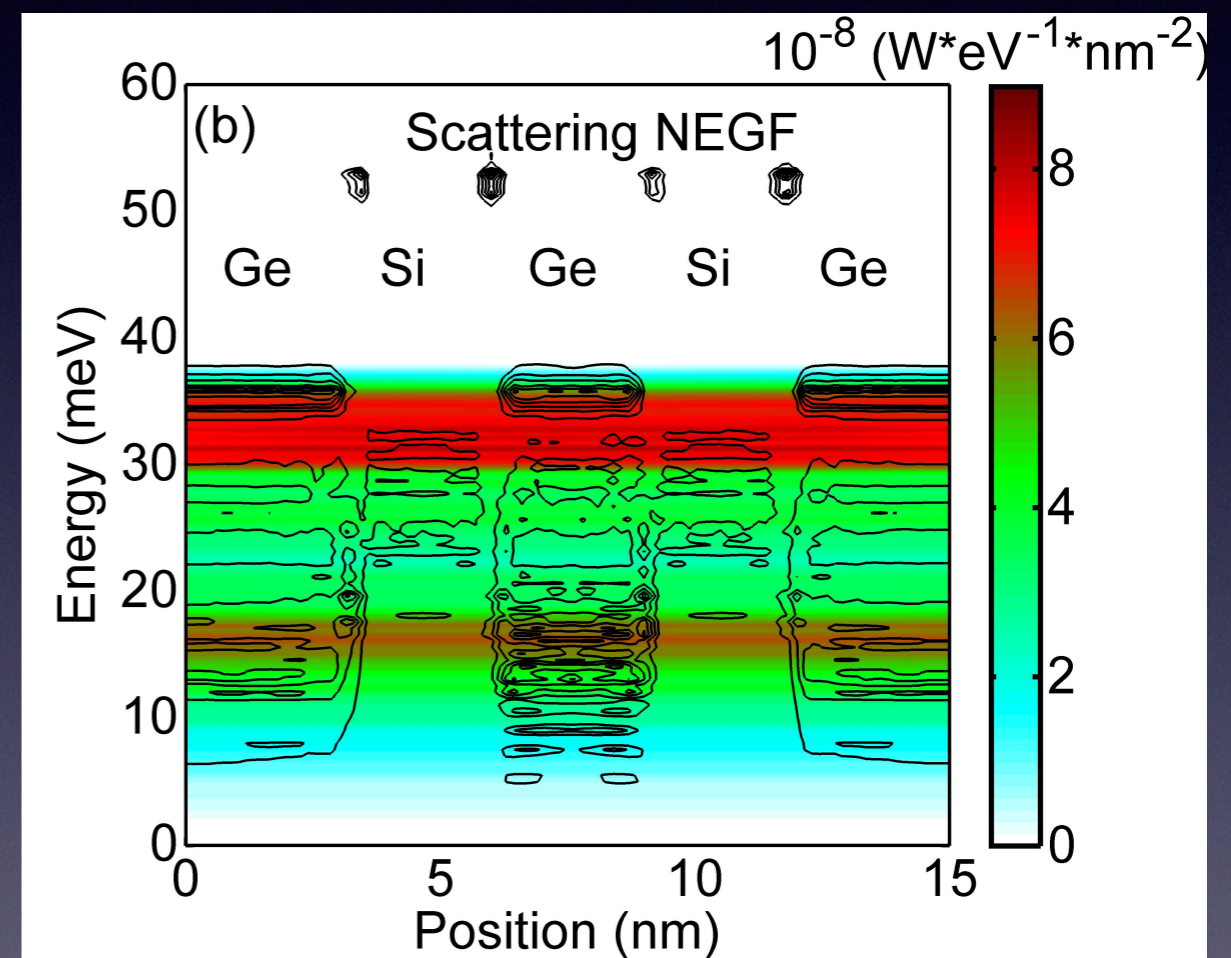 10^-8 (W*eV^-1*nm^-2)
(b)
Scattering NEGF
Ge Si Ge Si Ge
Energy (meV)
60
50
40
30
20
10
0
0 5 10 15
Position (nm)
8
6
4
2
0